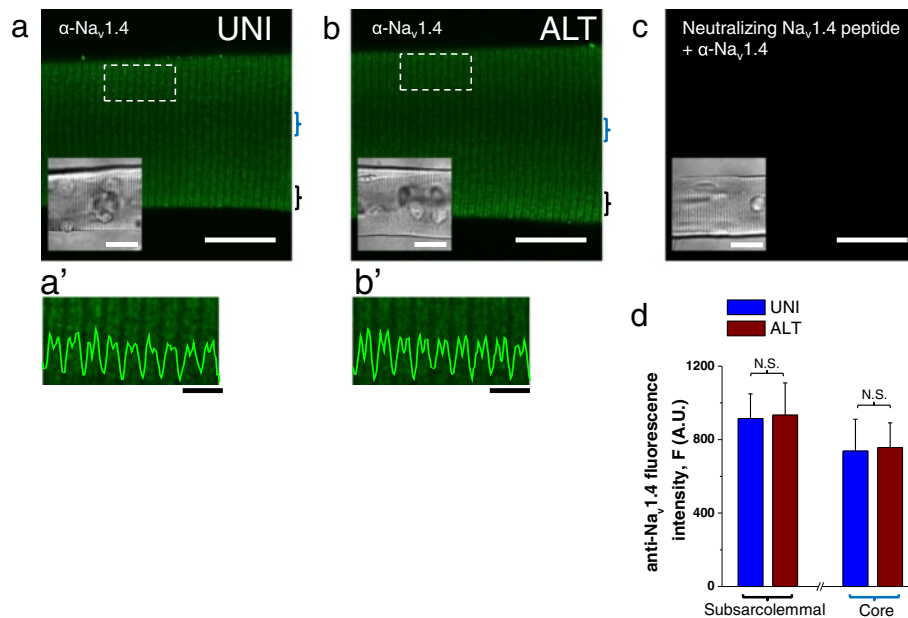 a
α-Naᵥ1.4
UNI
b
α-Naᵥ1.4
ALT
c
Neutralizing Naᵥ1.4 peptide
+ α-Naᵥ1.4
a'
b'
d
UNI
ALT
anti-Naᵥ1.4 fluorescence
intensity, F (A.U.)
1200
800
400
0
N.S.
N.S.
Subsarcolemmal
Core